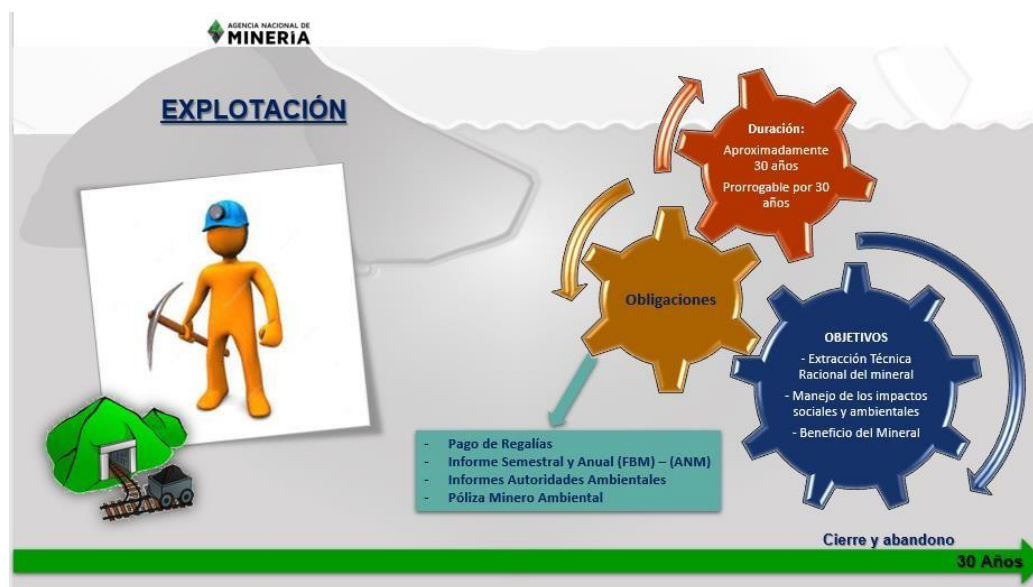 AGENCIA NACIONAL DE
MINERÍA
EXPLOTACIÓN
Duración:
Aproximadamente
30 años
Prorrogable por 30
años
Obligaciones
OBJETIVOS
- Extracción Técnica
Racional del mineral
- Manejo de los impactos
sociales y ambientales
- Beneficio del Mineral
- Pago de Regalías
- Informe Semestral y Anual (FBM) – (ANM)
- Informes Autoridades Ambientales
- Póliza Minero Ambiental
Cierre y abandono
30 Años